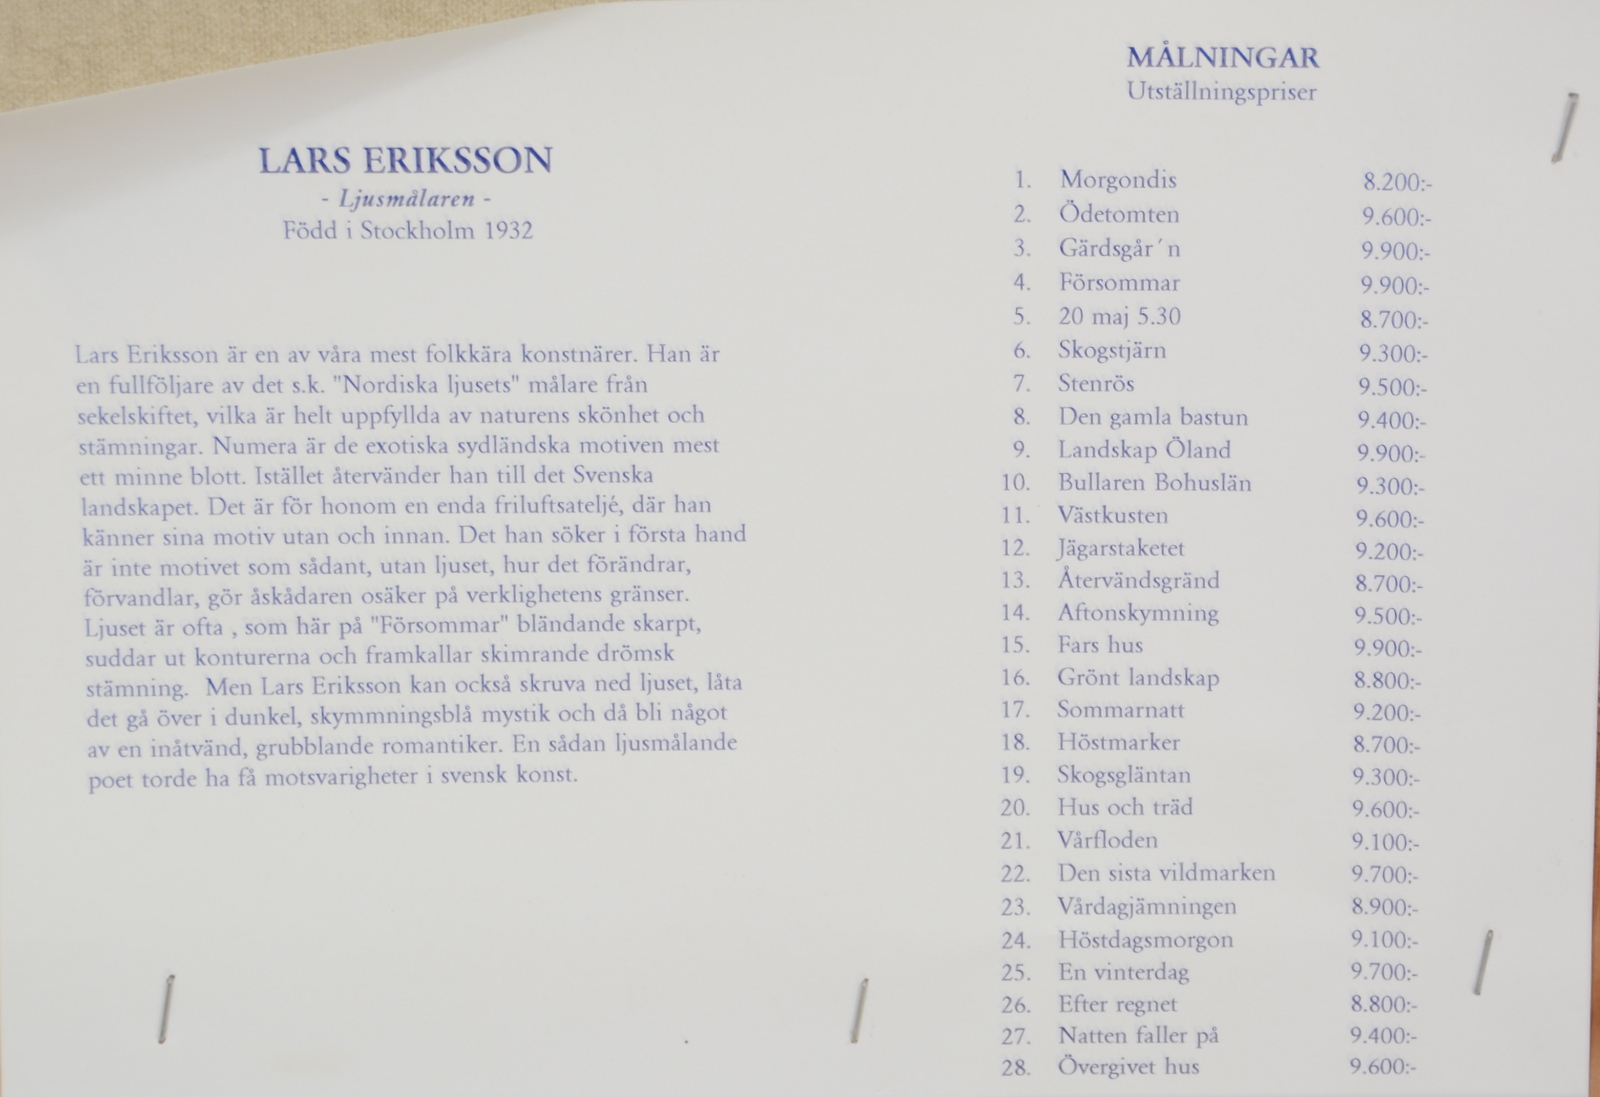 LARS ERIKSSON
- Ljusmålaren -
Född i Stockholm 1932
Lars Eriksson är en av våra mest folkkära konstnärer. Han är
en fullföljare av det s.k. "Nordiska ljusets" målare från
sekelskiftet, vilka är helt uppfyllda av naturens skönhet och
stämningar. Numera är de exotiska sydländska motiven mest
ett minne blott. Istället återvänder han till det Svenska
landskapet. Det är för honom en enda friluftsateljé, där han
känner sina motiv utan och innan. Det han söker i första hand
är inte motivet som sådant, utan ljuset, hur det förändrar,
förvandlar, gör åskådaren osäker på verklighetens gränser.
Ljuset är ofta , som här på "Försommar" bländande skarpt,
suddar ut konturerna och framkallar skimrande drömsk
stämning.  Men Lars Eriksson kan också skruva ned ljuset, låta
det gå över i dunkel, skymmningsblå mystik och då bli något
av en inåtvänd, grubblande romantiker. En sådan ljusmålande
poet torde ha få motsvarigheter i svensk konst.
MÅLNINGAR
Utställningspriser
1. Morgondis 8.200:-
2. Ödetomten 9.600:-
3. Gärdsgår´n 9.900:-
4. Försommar 9.900:-
5. 20 maj 5.30 8.700:-
6. Skogstjärn 9.300:-
7. Stenrös 9.500:-
8. Den gamla bastun 9.400:-
9. Landskap Öland 9.900:-
10. Bullaren Bohuslän 9.300:-
11. Västkusten 9.600:-
12. Jägarstaketet 9.200:-
13. Återvändsgränd 8.700:-
14. Aftonskymning 9.500:-
15. Fars hus 9.900:-
16. Grönt landskap 8.800:-
17. Sommarnatt 9.200:-
18. Höstmarker 8.700:-
19. Skogsgläntan 9.300:-
20. Hus och träd 9.600:-
21. Vårfloden 9.100:-
22. Den sista vildmarken 9.700:-
23. Vårdagjämningen 8.900:-
24. Höstdagsmorgon 9.100:-
25. En vinterdag 9.700:-
26. Efter regnet 8.800:-
27. Natten faller på 9.400:-
28. Övergivet hus 9.600:-